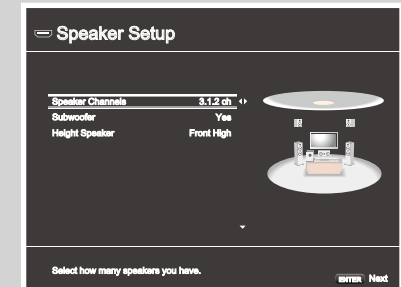 Speaker Setup
Speaker Channels 3.1.2 ch
Subwoofer Yes
Height Speaker Front High
Select how many speakers you have.
ENTER Next